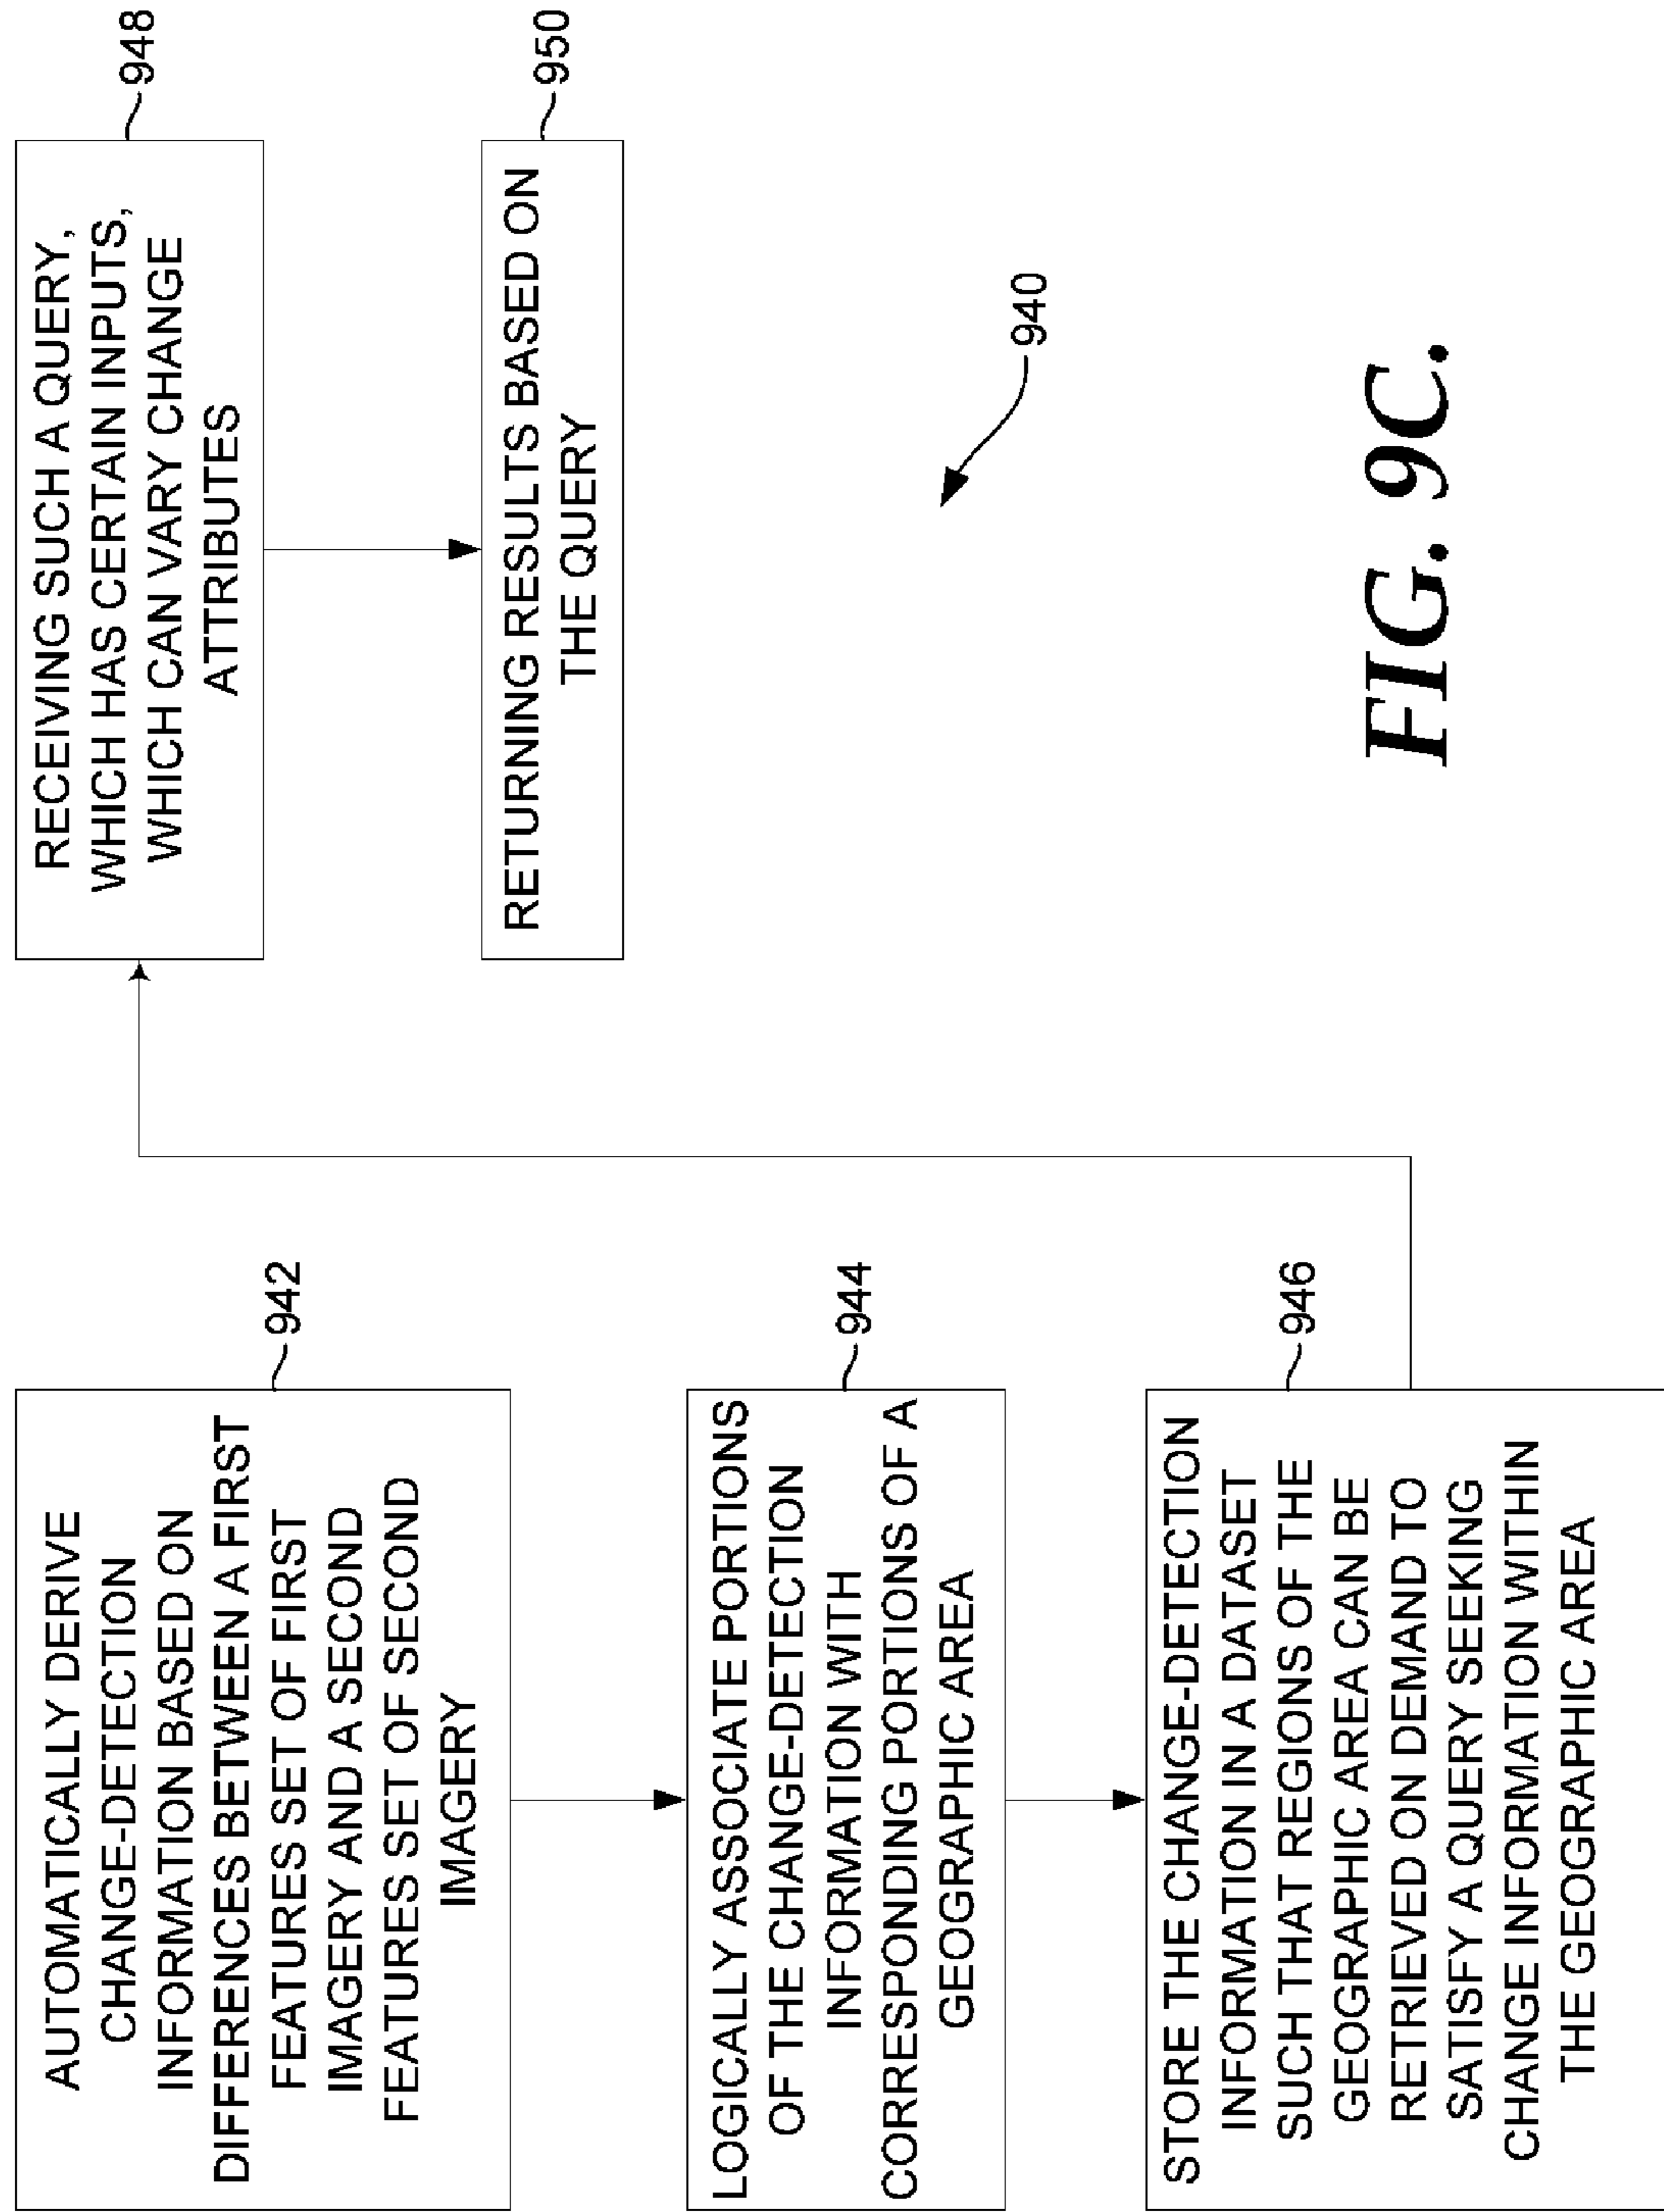 AUTOMATICALLY DERIVE
CHANGE-DETECTION
INFORMATION BASED ON
DIFFERENCES BETWEEN A FIRST
FEATURES SET OF FIRST
IMAGERY AND A SECOND
FEATURES SET OF SECOND
IMAGERY
942
LOGICALLY ASSOCIATE PORTIONS
OF THE CHANGE-DETECTION
INFORMATION WITH
CORRESPONDING PORTIONS OF A
GEOGRAPHIC AREA
944
STORE THE CHANGE-DETECTION
INFORMATION IN A DATASET
SUCH THAT REGIONS OF THE
GEOGRAPHIC AREA CAN BE
RETRIEVED ON DEMAND TO
SATISFY A QUERY SEEKING
CHANGE INFORMATION WITHIN
THE GEOGRAPHIC AREA
946
RECEIVING SUCH A QUERY,
WHICH HAS CERTAIN INPUTS,
WHICH CAN VARY CHANGE
ATTRIBUTES
948
RETURNING RESULTS BASED ON
THE QUERY
950
940
FIG. 9C.